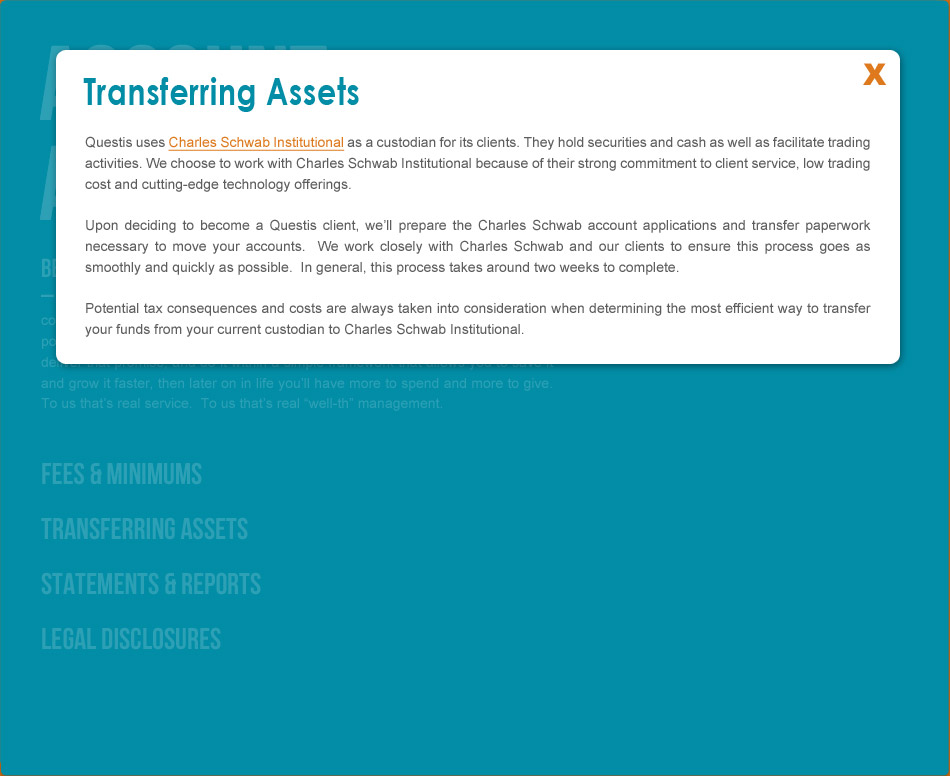 Transferring Assets
X
Questis uses Charles Schwab Institutional as a custodian for its clients. They hold securities and cash as well as facilitate trading
activities. We choose to work with Charles Schwab Institutional because of their strong commitment to client service, low trading
cost and cutting-edge technology offerings.
Upon deciding to become a Questis client, we’ll prepare the Charles Schwab account applications and transfer paperwork
necessary to move your accounts.  We work closely with Charles Schwab and our clients to ensure this process goes as
smoothly and quickly as possible.  In general, this process takes around two weeks to complete.
Potential tax consequences and costs are always taken into consideration when determining the most efficient way to transfer
your funds from your current custodian to Charles Schwab Institutional.
and grow it faster, then later on in life you’ll have more to spend and more to give.
To us that’s real service.  To us that’s real “well-th” management.
FEES & MINIMUMS
TRANSFERRING ASSETS
STATEMENTS & REPORTS
LEGAL DISCLOSURES